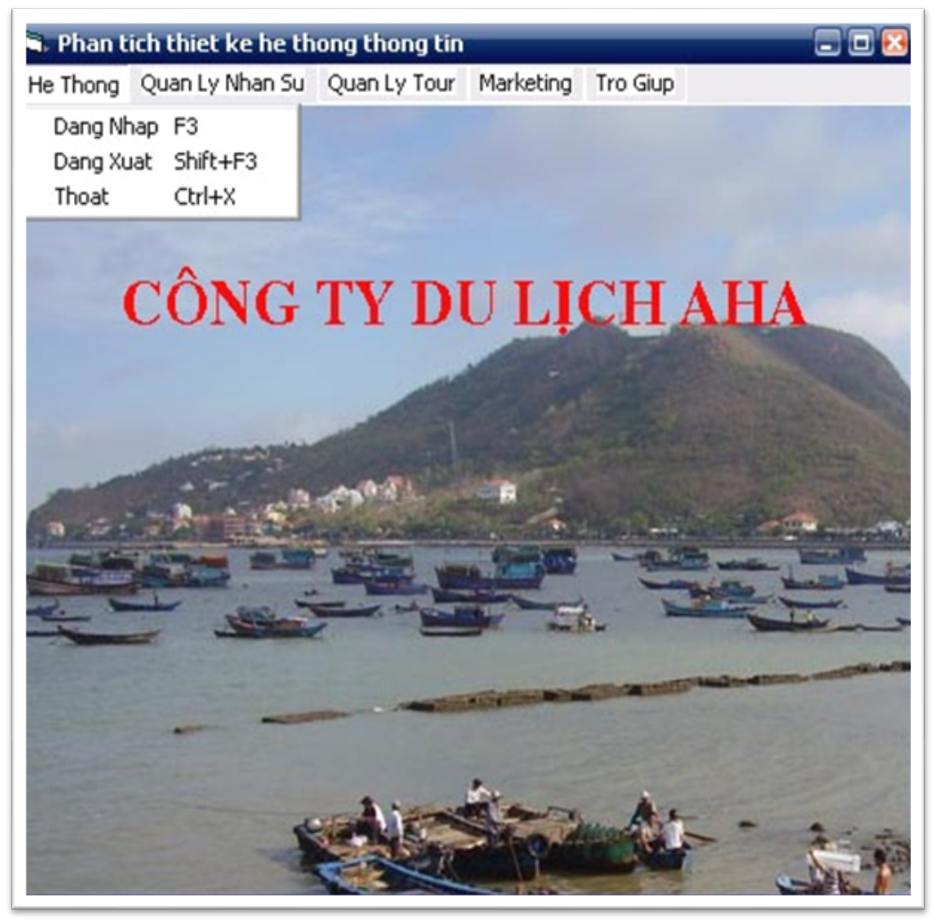 Phan tich thiet ke he thong thong tin
He Thong Quan Ly Nhan Su Quan Ly Tour Marketing Tro Giup
Dang Nhap F3
Dang Xuat Shift+F3
Thoat Ctrl+X
CÔNG TY DU LỊCH AHA